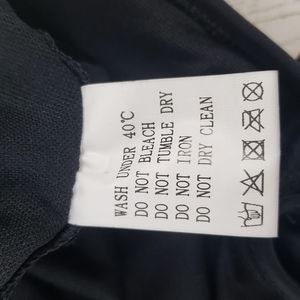 WASH UNDER 40℃
DO NOT BLEACH
DO NOT TUMBLE DRY
DO NOT IRON
DO NOT DRY CLEAN